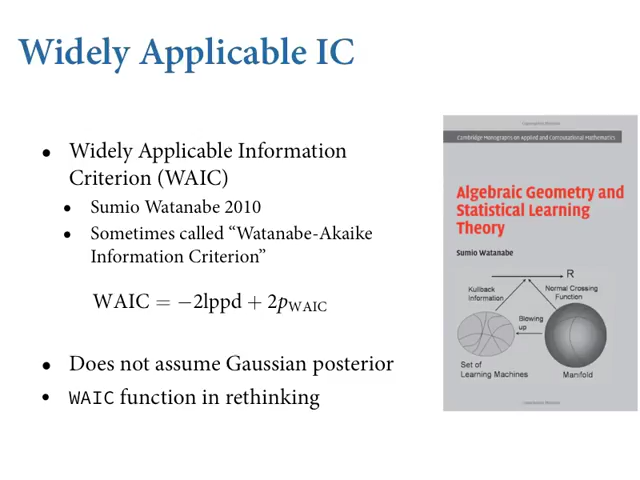 Widely Applicable IC
• Widely Applicable Information
Criterion (WAIC)
• Sumio Watanabe 2010
• Sometimes called “Watanabe-Akaike
Information Criterion”
WAIC = −2lppd + 2pWAIC
• Does not assume Gaussian posterior
• WAIC function in rethinking
Cambridge Monographs on Applied and Computational Mathematics
Algebraic Geometry and
Statistical Learning
Theory
Sumio Watanabe
R
Kullback
Information
Normal Crossing
Function
Blowing
up
Set of
Learning Machines
Manifold